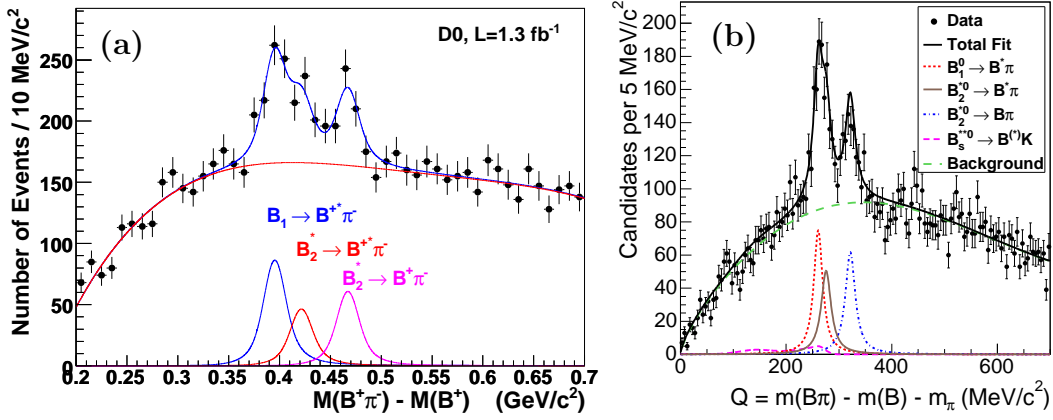 (a)
D0, L=1.3 fb⁻¹
Number of Events / 10 MeV/c²
250
200
150
100
50
0
B₁ → B⁺*π⁻
B₂* → B⁺*π⁻
B₂* → B⁺π⁻
0.2 0.25 0.3 0.35 0.4 0.45 0.5 0.55 0.6 0.65 0.7
M(B⁺π⁻) - M(B⁺) (GeV/c²)
(b)
Candidates per 5 MeV/c²
200
180
160
140
120
100
80
60
40
20
0
Data
Total Fit
B₁⁰ → B*π
B₂*⁰ → B*π
B₂*⁰ → Bπ
Bₛ**⁰ → B⁽*⁾K
Background
0 200 400 600
Q = m(Bπ) - m(B) - m_π (MeV/c²)